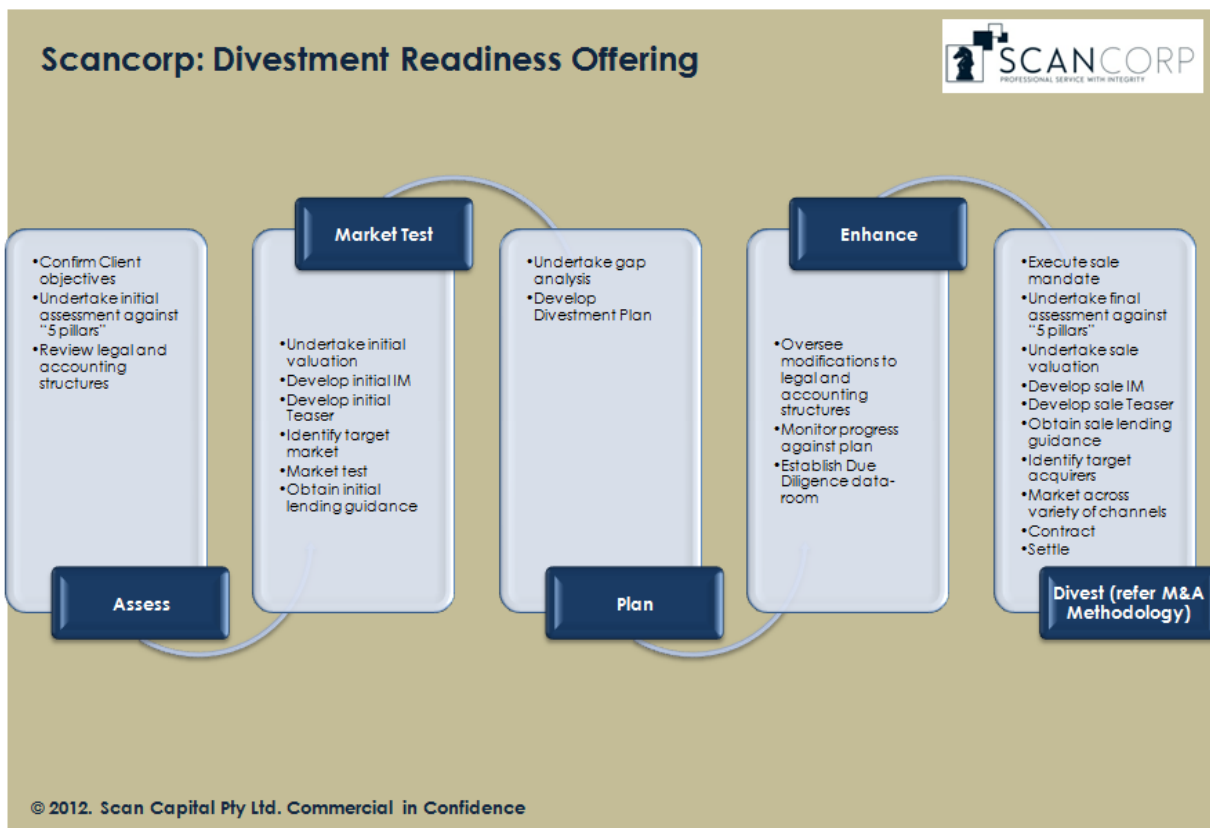 Scancorp: Divestment Readiness Offering
SCANCORP
PROFESSIONAL SERVICE WITH INTEGRITY
•Confirm Client
objectives
•Undertake initial
assessment against
"5 pillars"
•Review legal and
accounting
structures
Assess
Market Test
•Undertake initial
valuation
•Develop initial IM
•Develop initial
Teaser
•Identify target
market
•Market test
•Obtain initial
lending guidance
•Undertake gap
analysis
•Develop
Divestment Plan
Plan
Enhance
•Oversee
modifications to
legal and
accounting
structures
•Monitor progress
against plan
•Establish Due
Diligence data-
room
•Execute sale
mandate
•Undertake final
assessment against
"5 pillars"
•Undertake sale
valuation
•Develop sale IM
•Develop sale Teaser
•Obtain sale lending
guidance
•Identify target
acquirers
•Market across
variety of channels
•Contract
•Settle
Divest (refer M&A
Methodology)
© 2012. Scan Capital Pty Ltd. Commercial in Confidence